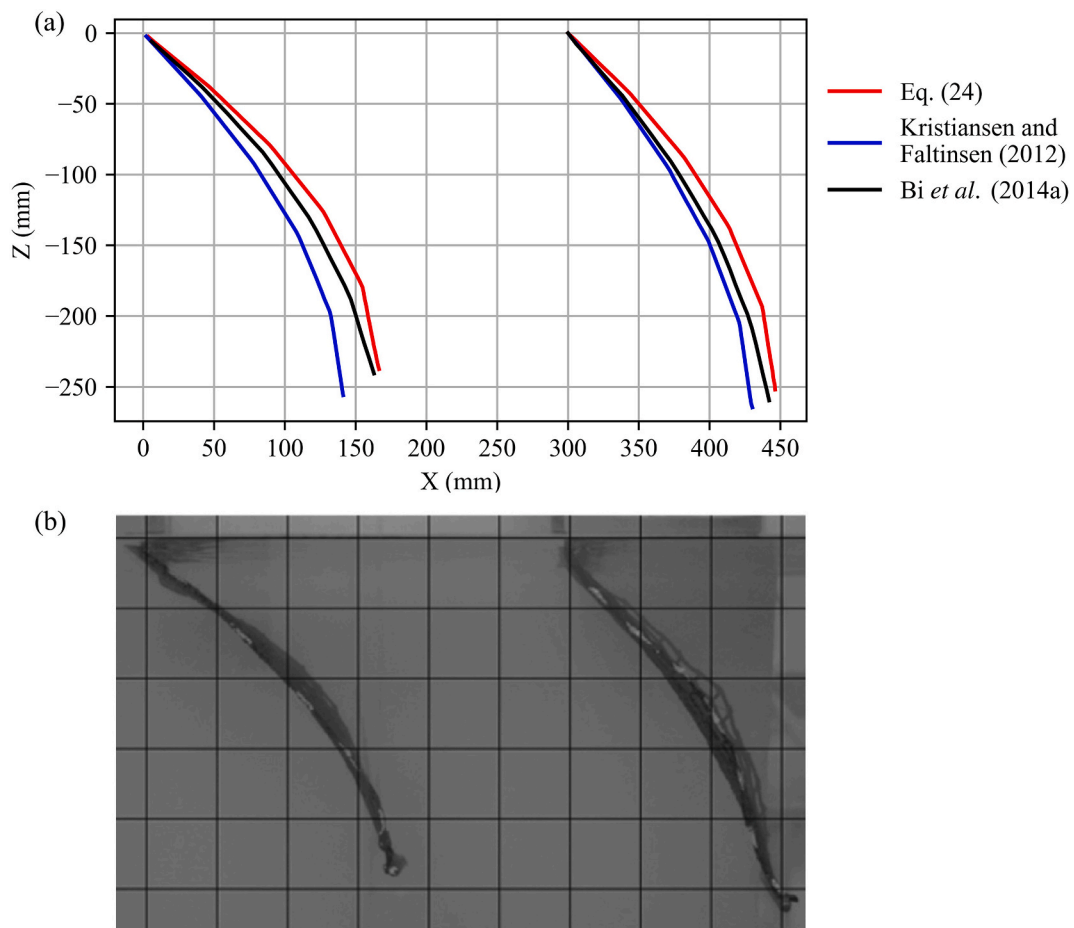 (a)
0
−50
−100
−150
−200
−250
Z (mm)
0 50 100 150 200 250 300 350 400 450
X (mm)
Eq. (24)
Kristiansen and
Faltinsen (2012)
Bi et al. (2014a)
(b)